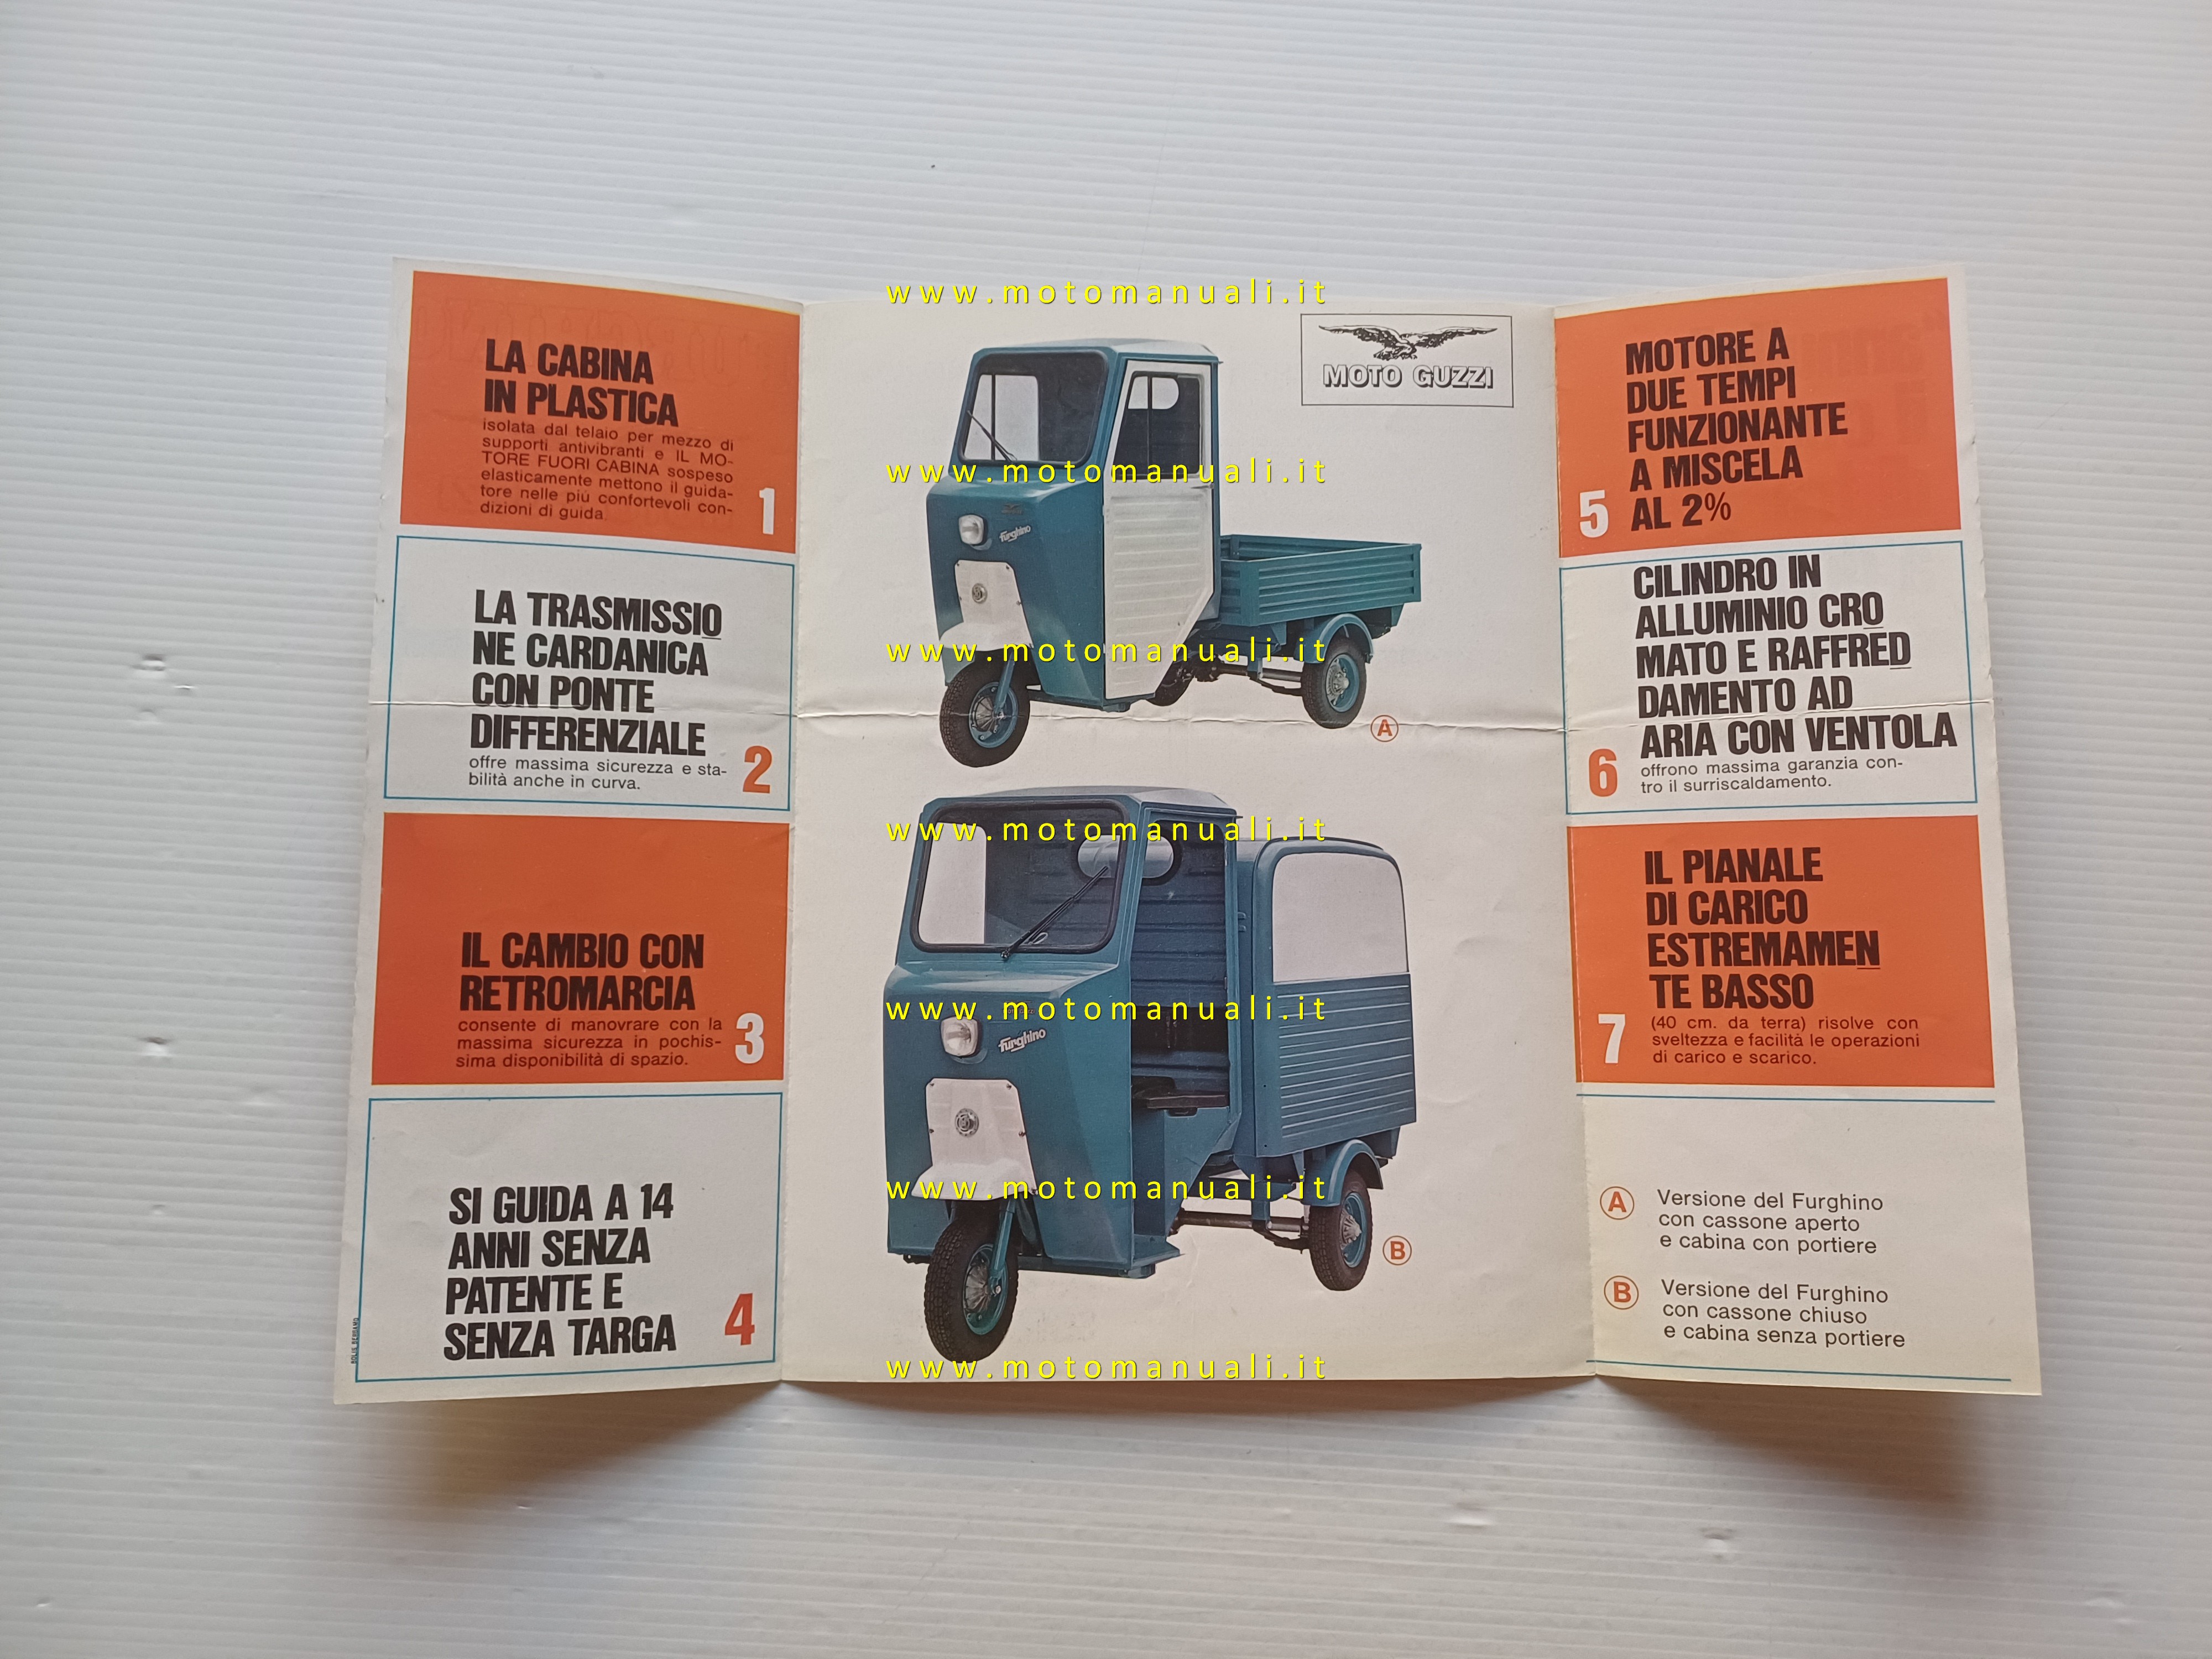 LA CABINA
IN PLASTICA
isolata dal telaio per mezzo di
supporti antivibranti e IL MO-
TORE FUORI CABINA sospeso
elasticamente mettono il guida-
tore nelle più confortevoli con-
dizioni di guida.
1
LA TRASMISSIO
NE CARDANICA
CON PONTE
DIFFERENZIALE
offre massima sicurezza e sta-
bilità anche in curva.
2
IL CAMBIO CON
RETROMARCIA
consente di manovrare con la
massima sicurezza in pochis-
sima disponibilità di spazio.
3
SI GUIDA A 14
ANNI SENZA
PATENTE E
SENZA TARGA
4
www.motomanuali.it
MOTO GUZZI
www.motomanuali.it
Furghino
www.motomanuali.it
A
www.motomanuali.it
www.motomanuali.it
Furghino
www.motomanuali.it
B
www.motomanuali.it
MOTORE A
DUE TEMPI
FUNZIONANTE
A MISCELA
AL 2%
5
CILINDRO IN
ALLUMINIO CRO
MATO E RAFFRED
DAMENTO AD
ARIA CON VENTOLA
offrono massima garanzia con-
tro il surriscaldamento.
6
IL PIANALE
DI CARICO
ESTREMAMEN
TE BASSO
(40 cm. da terra) risolve con
sveltezza e facilità le operazioni
di carico e scarico.
7
A Versione del Furghino
con cassone aperto
e cabina con portiere
B Versione del Furghino
con cassone chiuso
e cabina senza portiere